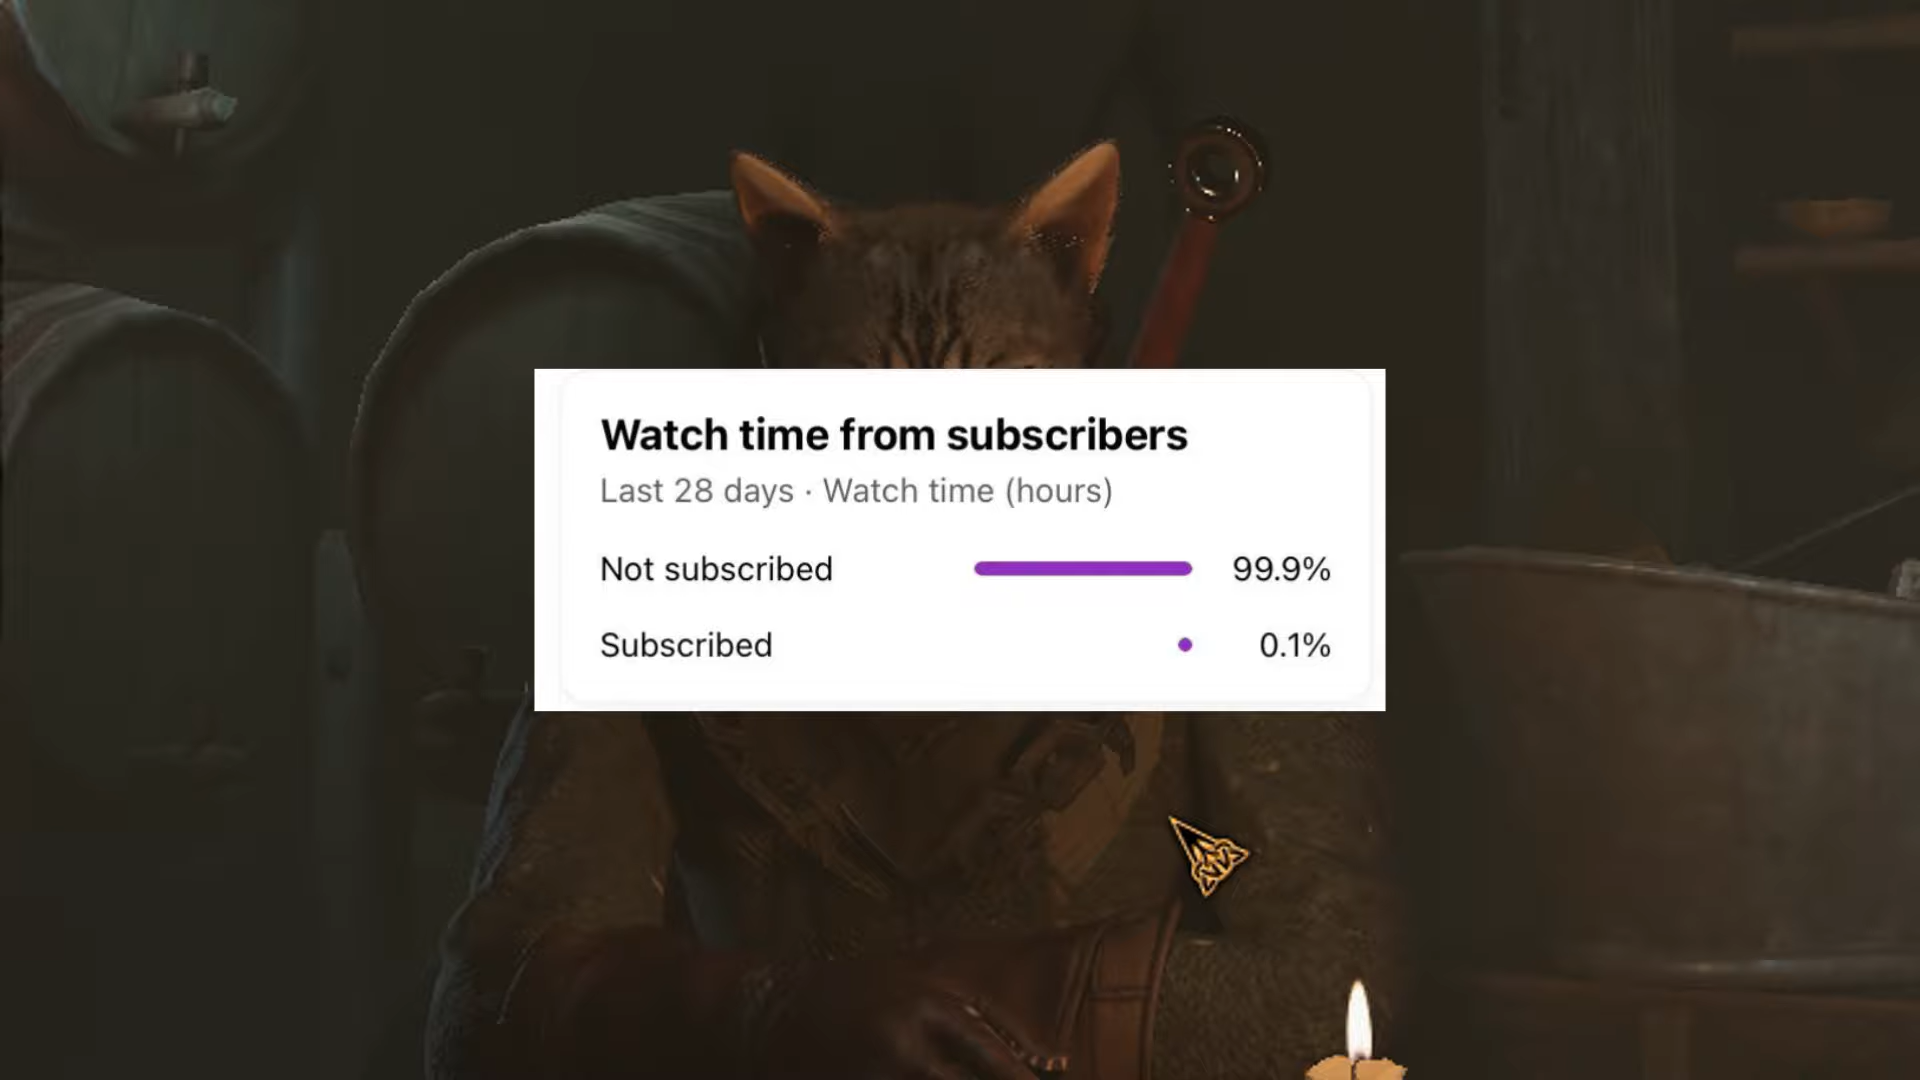 Watch time from subscribers
Last 28 days · Watch time (hours)
Not subscribed 99.9%
Subscribed 0.1%